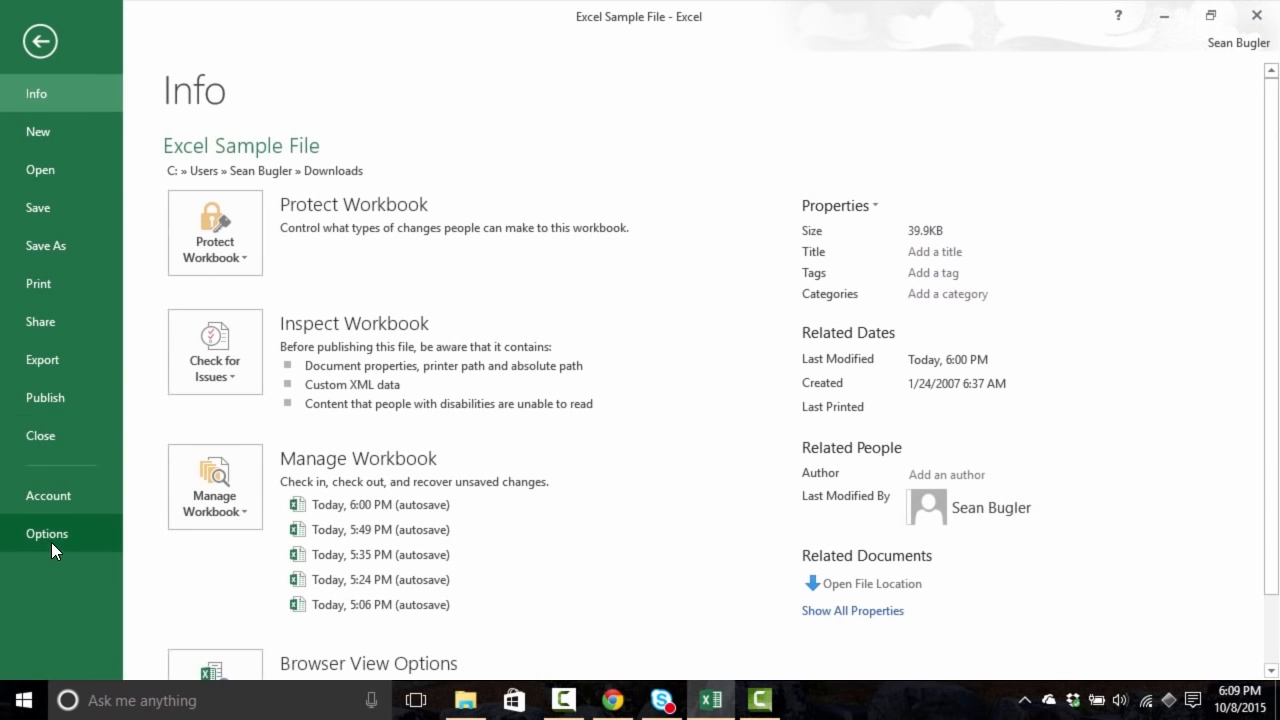 Excel Sample File - Excel
?
Sean Bugler
Info
New
Open
Save
Save As
Print
Share
Export
Publish
Close
Account
Options
Info
Excel Sample File
C: » Users » Sean Bugler » Downloads
Protect
Workbook
Protect Workbook
Control what types of changes people can make to this workbook.
Check for
Issues
Inspect Workbook
Before publishing this file, be aware that it contains:
Document properties, printer path and absolute path
Custom XML data
Content that people with disabilities are unable to read
Manage
Workbook
Manage Workbook
Check in, check out, and recover unsaved changes.
Today, 6:00 PM (autosave)
Today, 5:49 PM (autosave)
Today, 5:35 PM (autosave)
Today, 5:24 PM (autosave)
Today, 5:06 PM (autosave)
Browser View Options
Properties
Size 39.9KB
Title Add a title
Tags Add a tag
Categories Add a category
Related Dates
Last Modified Today, 6:00 PM
Created 1/24/2007 6:37 AM
Last Printed
Related People
Author Add an author
Last Modified By Sean Bugler
Related Documents
Open File Location
Show All Properties
Ask me anything
6:09 PM
10/8/2015